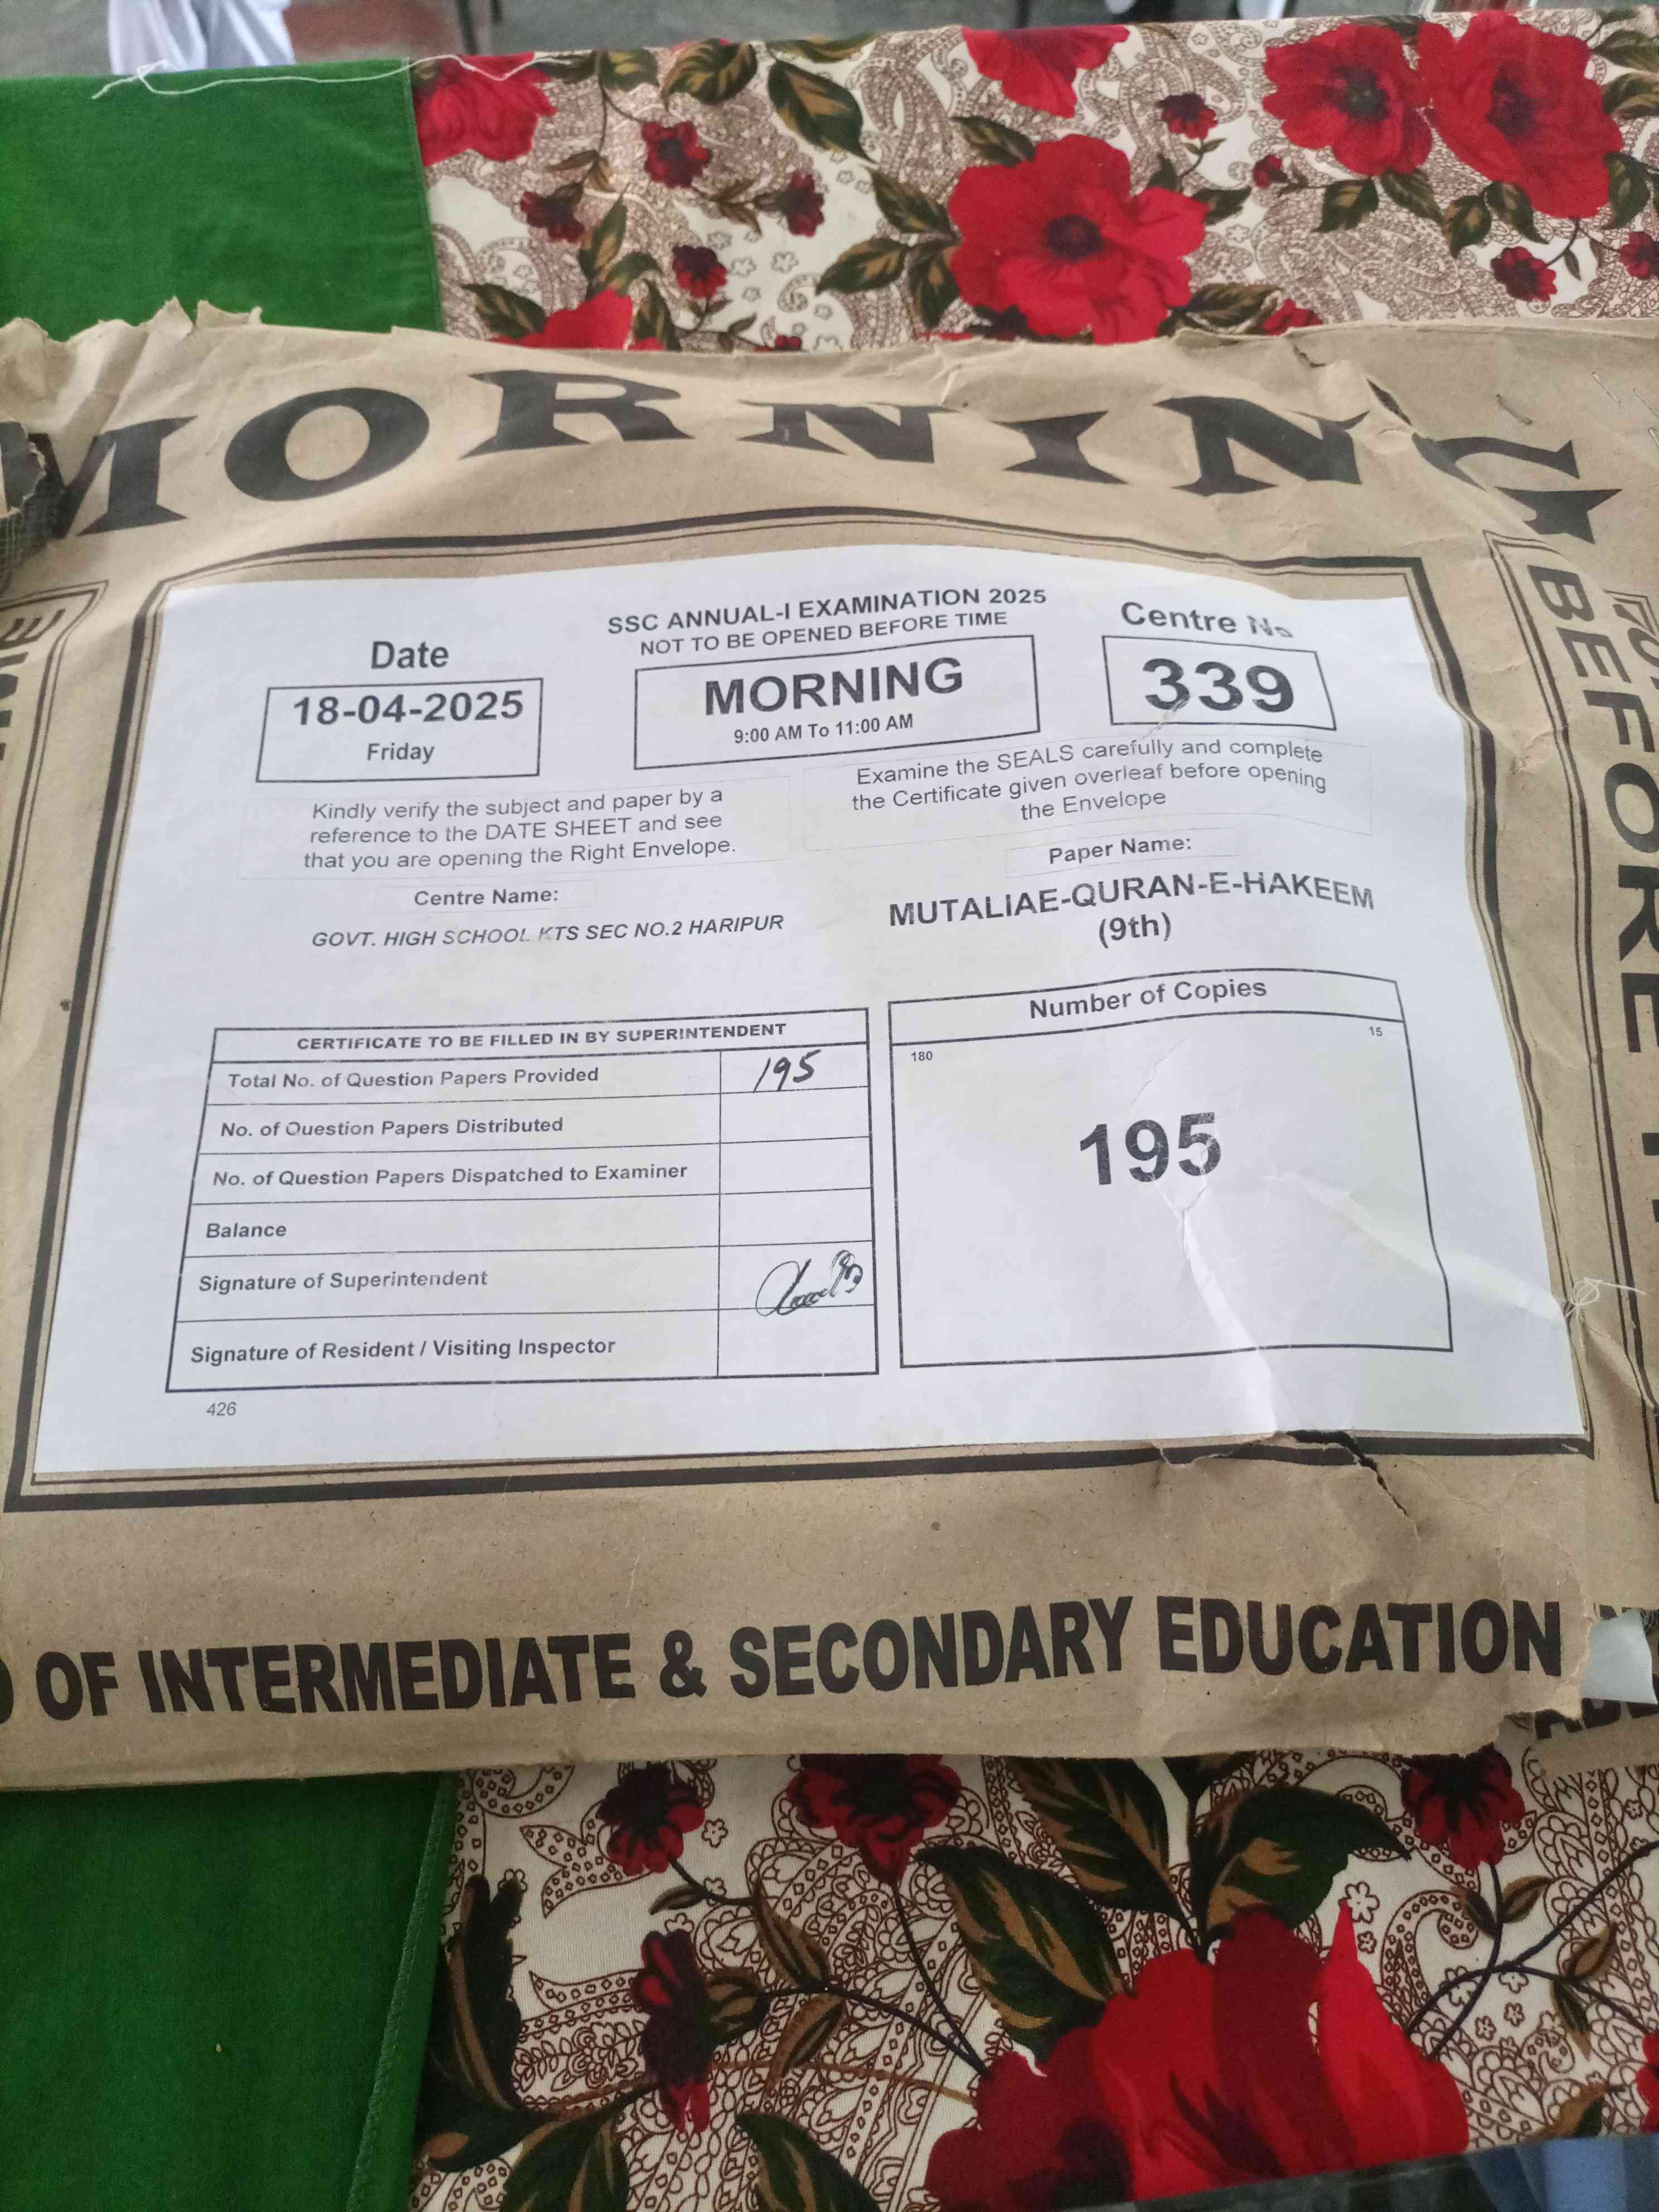 MORNING
SSC ANNUAL-I EXAMINATION 2025
NOT TO BE OPENED BEFORE TIME
Date
18-04-2025
Friday
MORNING
9:00 AM To 11:00 AM
Centre No
339
Kindly verify the subject and paper by a
reference to the DATE SHEET and see
that you are opening the Right Envelope.
Examine the SEALS carefully and complete
the Certificate given overleaf before opening
the Envelope
Centre Name:
GOVT. HIGH SCHOOL KTS SEC NO.2 HARIPUR
Paper Name:
MUTALIAE-QURAN-E-HAKEEM
(9th)
CERTIFICATE TO BE FILLED IN BY SUPERINTENDENT
Total No. of Question Papers Provided 195
No. of Question Papers Distributed
No. of Question Papers Dispatched to Examiner
Balance
Signature of Superintendent
Signature of Resident / Visiting Inspector
426
Number of Copies
180 15
195
BEFORE
OF INTERMEDIATE & SECONDARY EDUCATION